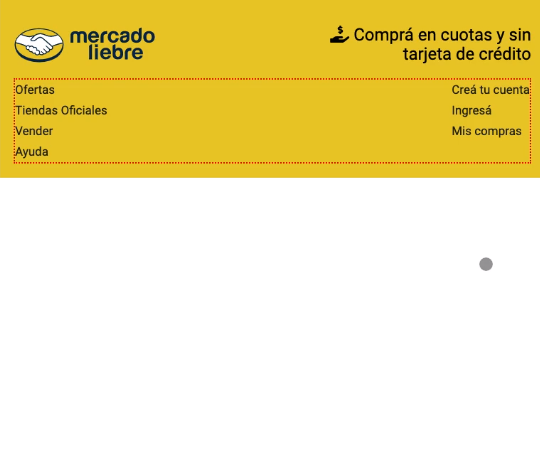 mercado
liebre
$ Comprá en cuotas y sin
tarjeta de crédito
Ofertas
Tiendas Oficiales
Vender
Ayuda
Creá tu cuenta
Ingresá
Mis compras